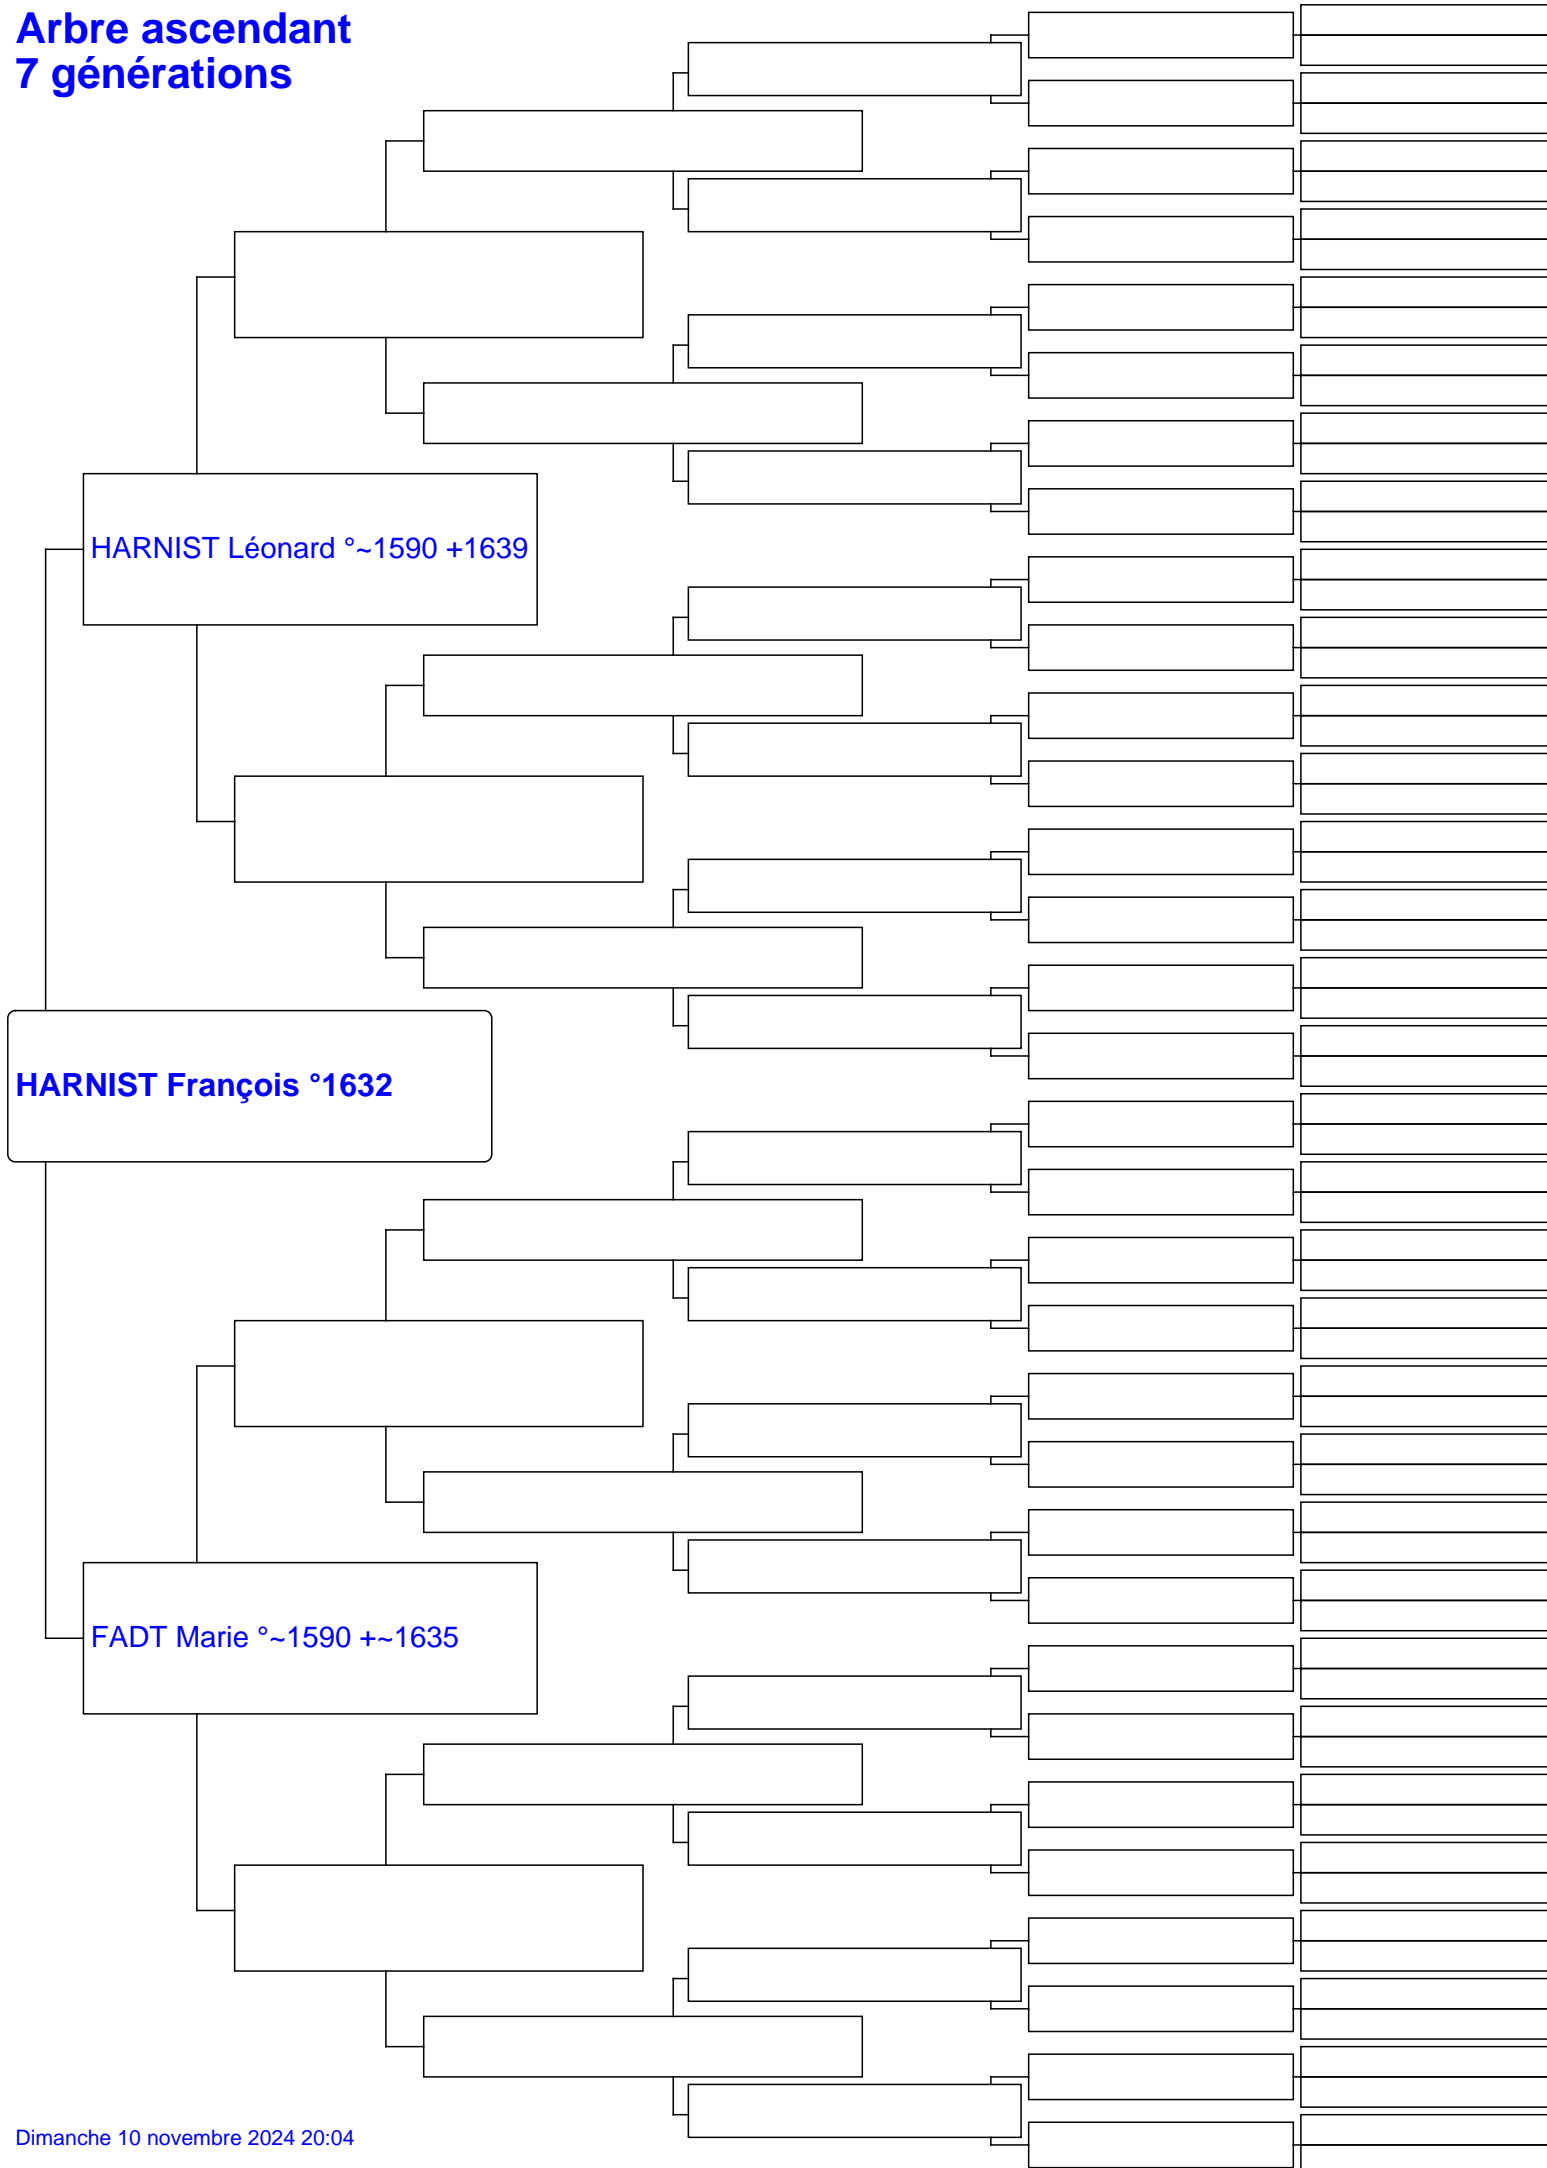 Arbre ascendant
7 générations
HARNIST Léonard °~1590 +1639
HARNIST François °1632
FADT Marie °~1590 +~1635
Dimanche 10 novembre 2024 20:04